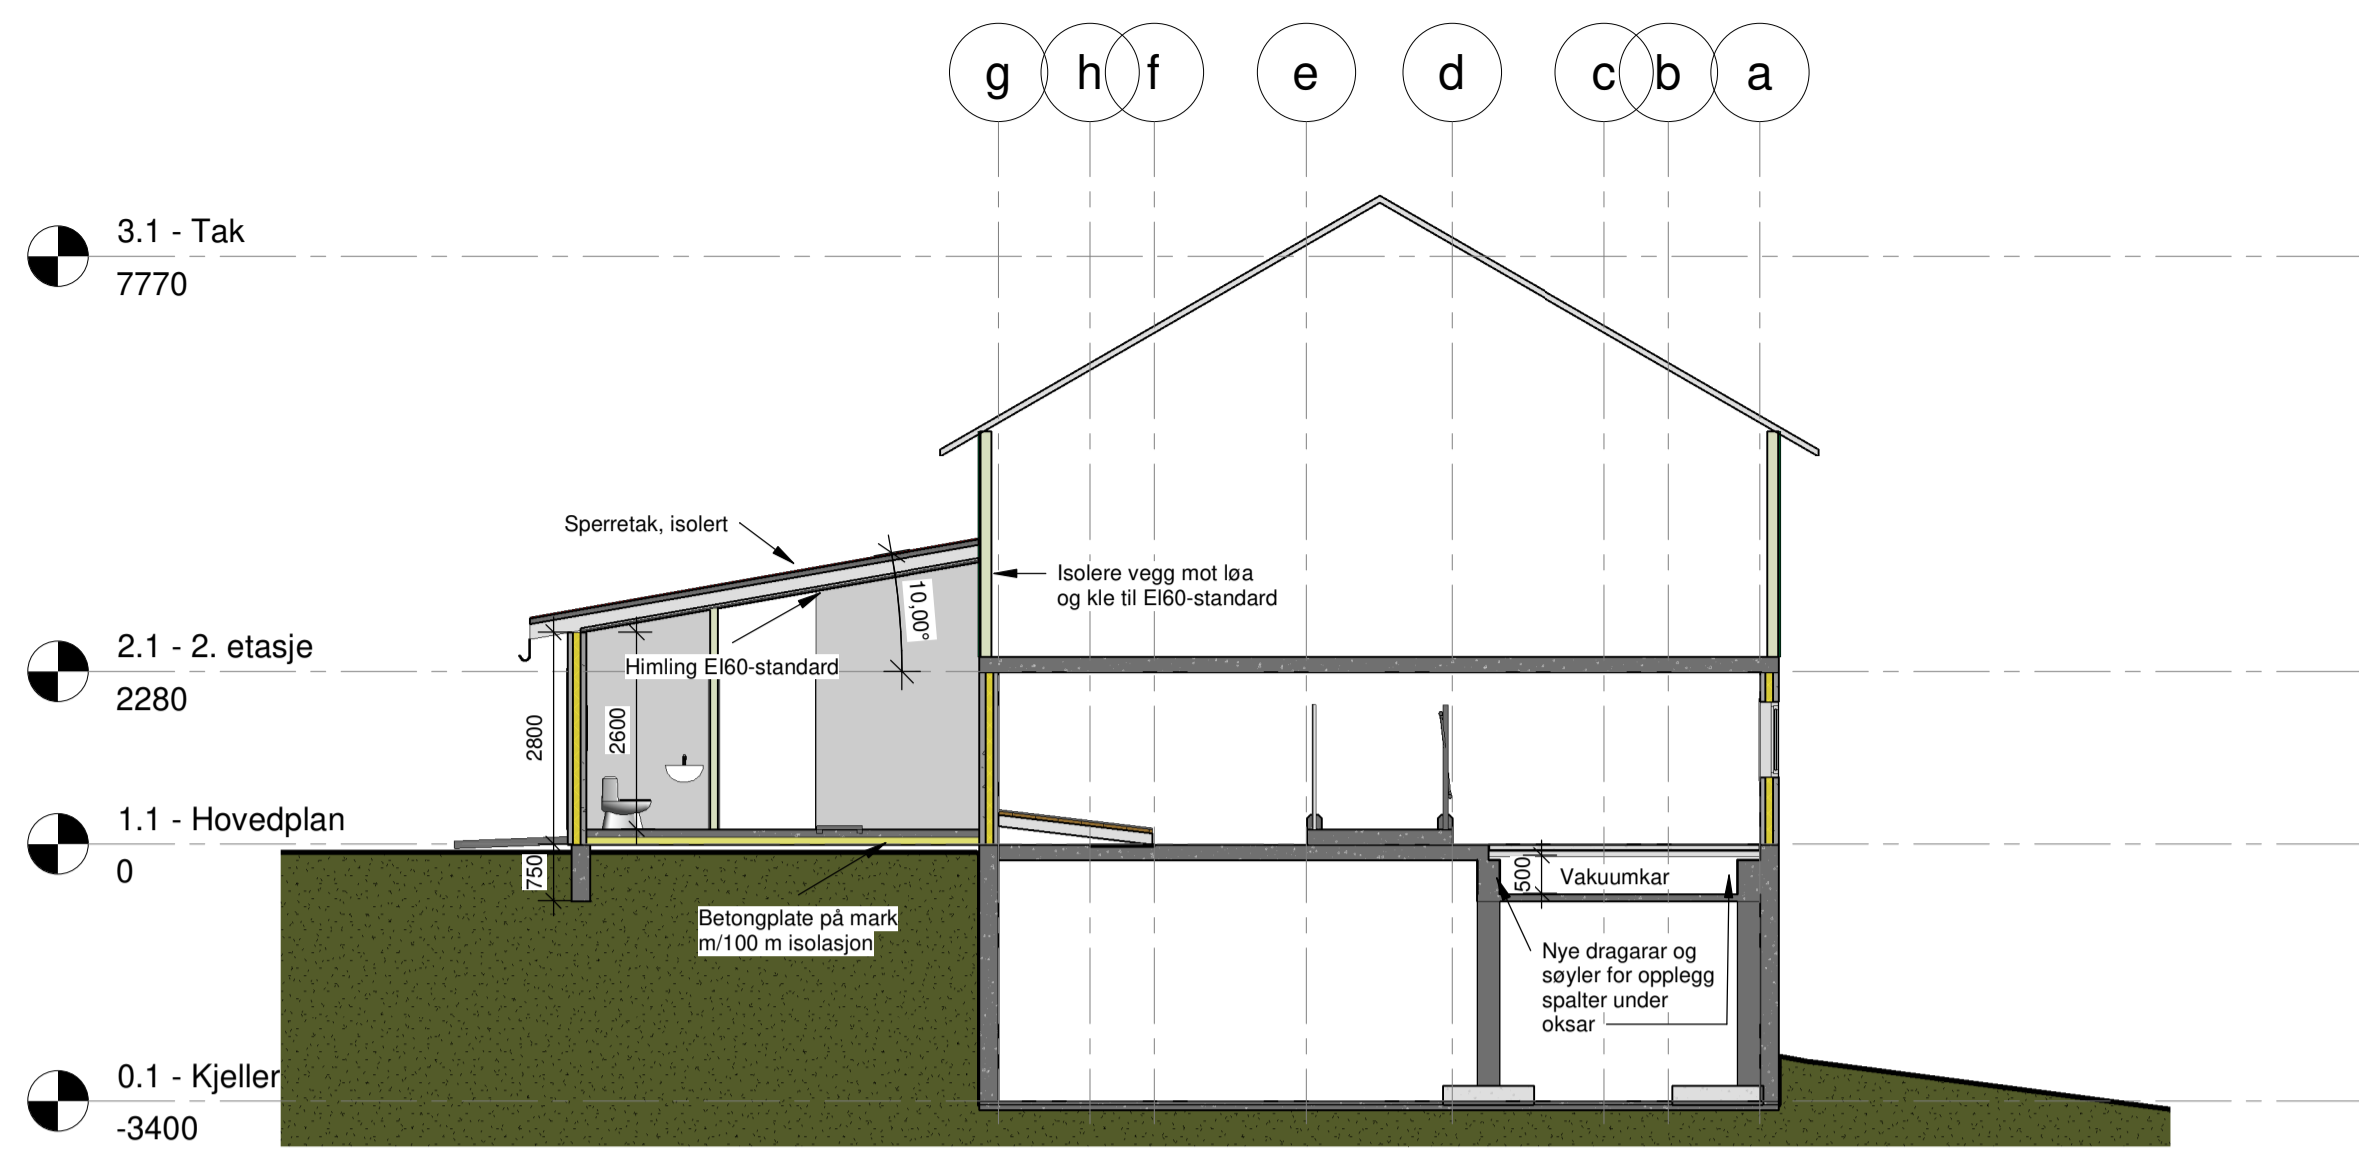 g h f e d c b a
3.1 - Tak
7770
Sperretak, isolert
10,00°
Isolere vegg mot løa
og kle til EI60-standard
2.1 - 2. etasje
2280
Himling EI60-standard
2800
2600
1.1 - Hovedplan
0
750
500
Vakuumkar
Betongplate på mark
m/100 m isolasjon
Nye dragarar og
søyler for opplegg
spalter under
oksar
0.1 - Kjeller
-3400